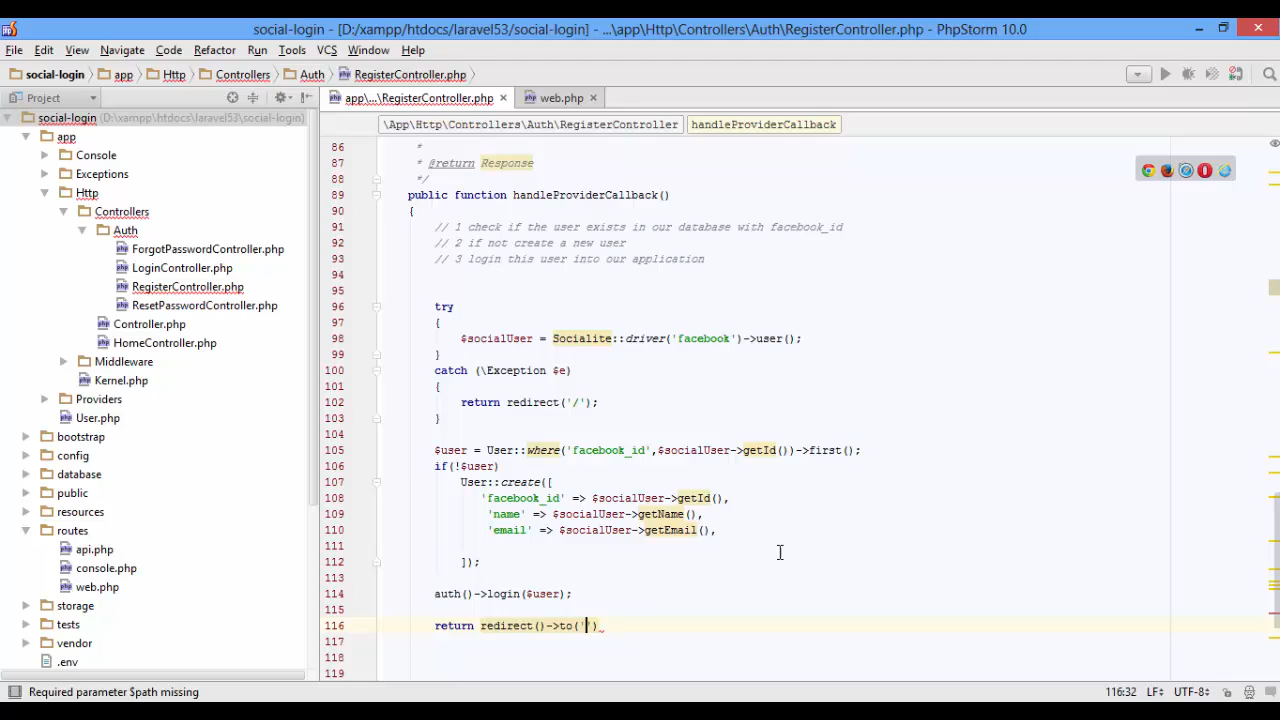 social-login - [D:/xampp/htdocs/laravel53/social-login] - ...\app\Http\Controllers\Auth\RegisterController.php - PhpStorm 10.0
File Edit View Navigate Code Refactor Run Tools VCS Window Help
social-login app Http Controllers Auth RegisterController.php
Project
app\...\RegisterController.php web.php
\App\Http\Controllers\Auth\RegisterController handleProviderCallback
social-login (D:/xampp/htdocs/laravel53/social-login)
app
Console
Exceptions
Http
Controllers
Auth
ForgotPasswordController.php
LoginController.php
RegisterController.php
ResetPasswordController.php
Controller.php
HomeController.php
Middleware
Kernel.php
Providers
User.php
bootstrap
config
database
public
resources
routes
api.php
console.php
web.php
storage
tests
vendor
.env
86 *
87 * @return Response
88 */
89 public function handleProviderCallback()
90 {
91 // 1 check if the user exists in our database with facebook_id
92 // 2 if not create a new user
93 // 3 login this user into our application
94
95
96 try
97 {
98 $socialUser = Socialite::driver('facebook')->user();
99 }
100 catch (\Exception $e)
101 {
102 return redirect('/');
103 }
104
105 $user = User::where('facebook_id',$socialUser->getId())->first();
106 if(!$user)
107 User::create([
108 'facebook_id' => $socialUser->getId(),
109 'name' => $socialUser->getName(),
110 'email' => $socialUser->getEmail(),
111
112 ]);
113
114 auth()->login($user);
115
116 return redirect()->to('')
117
118
119
Required parameter $path missing
116:32 LF UTF-8